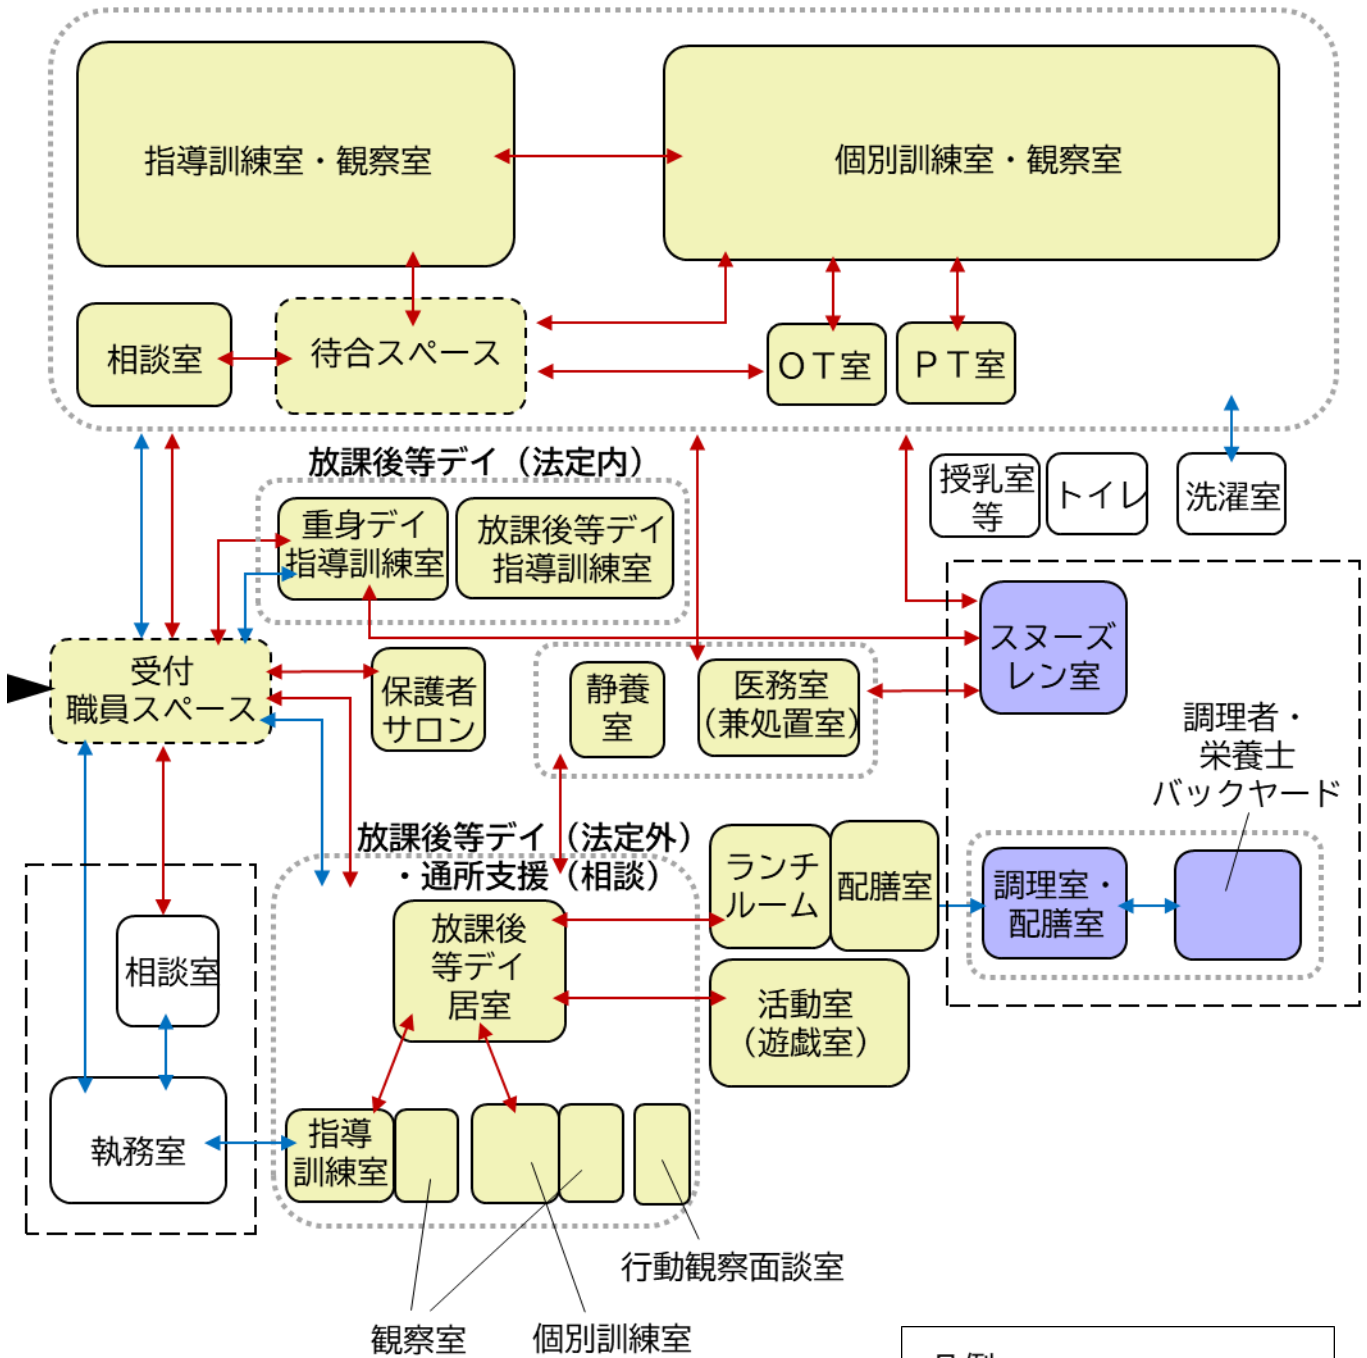 指導訓練室・観察室
個別訓練室・観察室
相談室
待合スペース
ОT室
PT室
放課後等デイ（法定内）
重身デイ
指導訓練室
放課後等デイ
指導訓練室
授乳室
等
トイレ
洗濯室
受付
職員スペース
保護者
サロン
静養
室
医務室
（兼処置室）
スヌーズ
レン室
調理者・
栄養士
バックヤード
放課後等デイ（法定外）
・通所支援（相談）
放課後
等デイ
居室
ランチ
ルーム
配膳室
調理室・
配膳室
活動室
（遊戯室）
相談室
執務室
指導
訓練室
行動観察面談室
観察室
個別訓練室